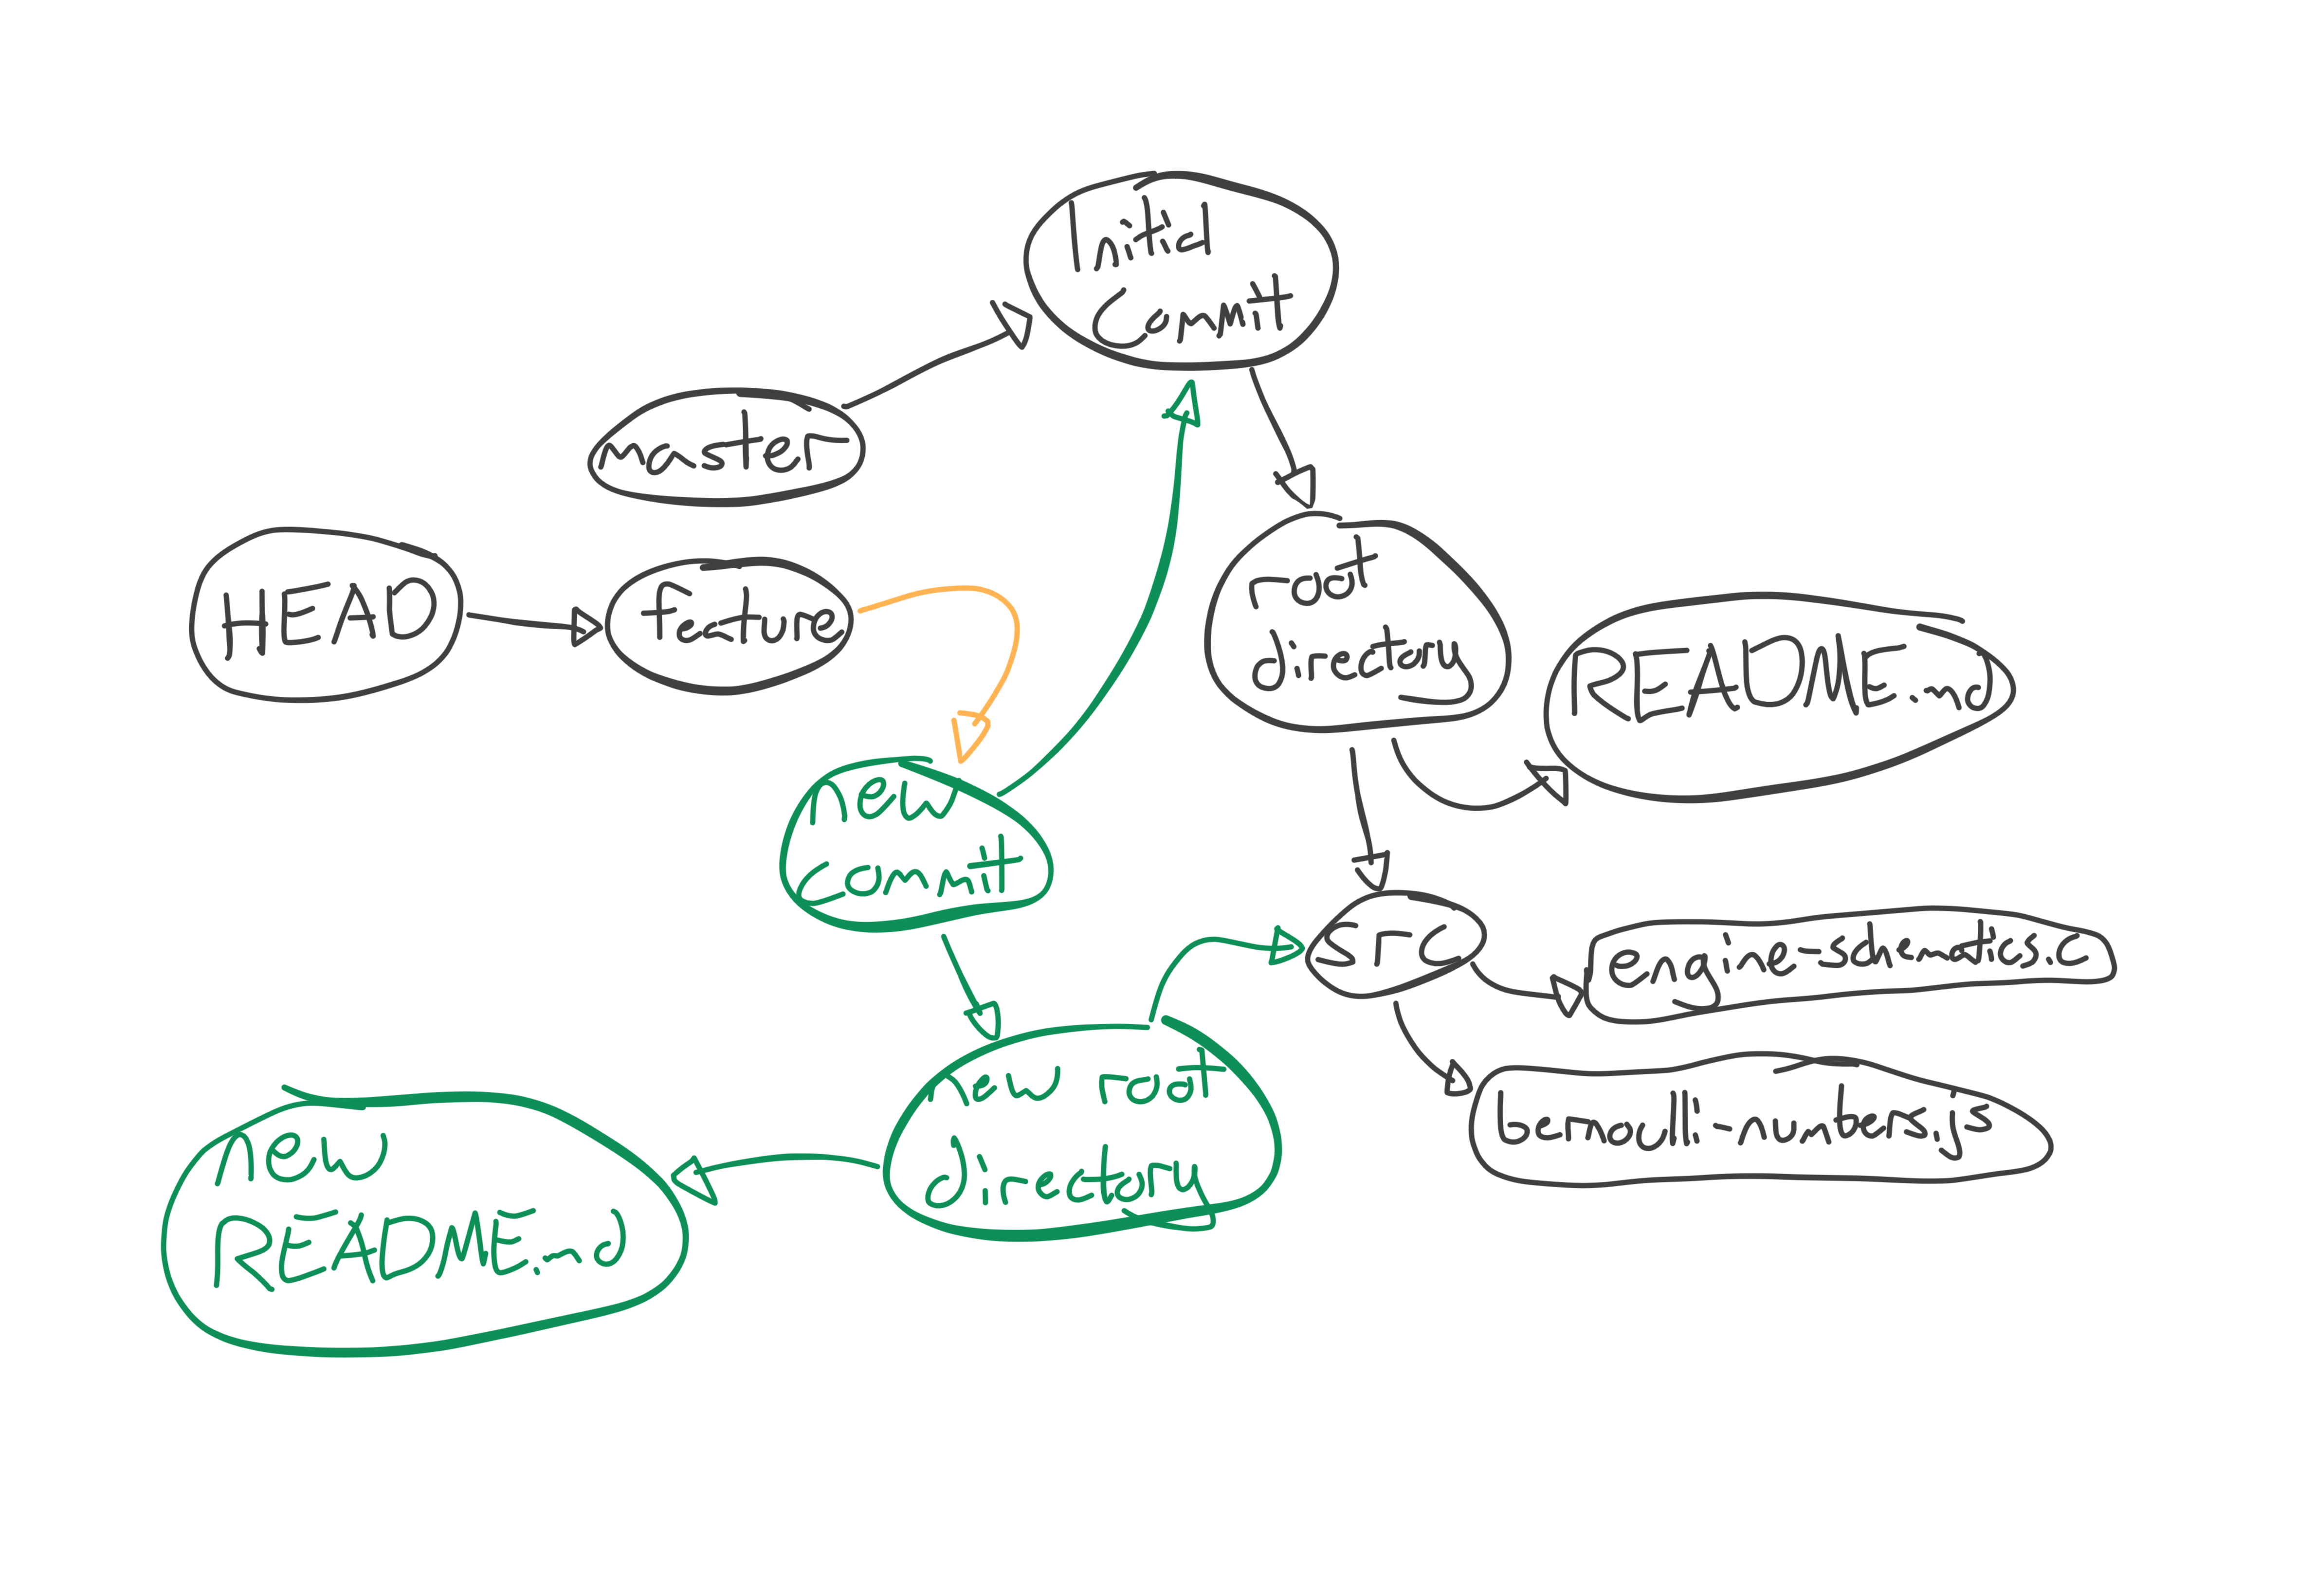 Initial
Commit
master
HEAD
feature
root
directory
README.md
new
commit
src
engine-schematics.c
new root
directory
bernoulli-numbers.js
new
README.md